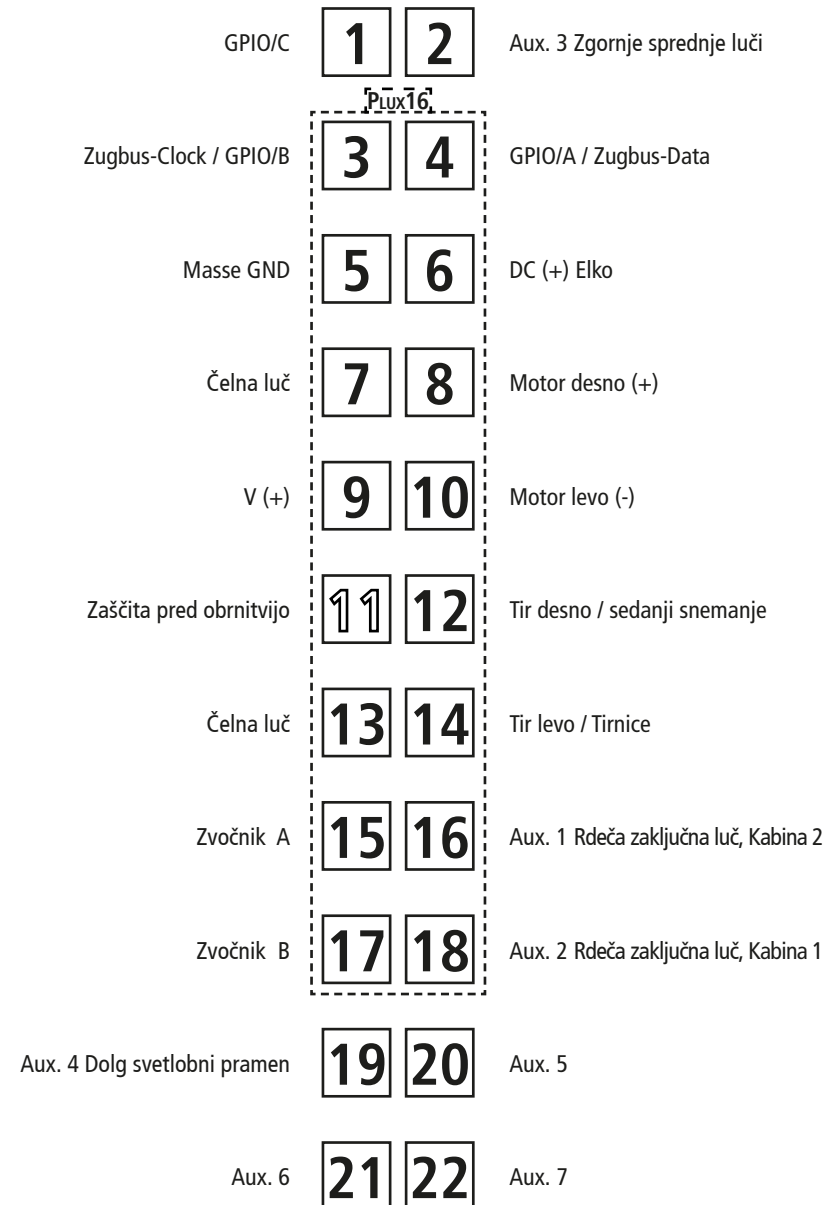 GPIO/C 1 2 Aux. 3 Zgornje sprednje luči
PLUX16
Zugbus-Clock / GPIO/B 3 4 GPIO/A / Zugbus-Data
Masse GND 5 6 DC (+) Elko
Čelna luč 7 8 Motor desno (+)
V (+) 9 10 Motor levo (-)
Zaščita pred obrnitvijo 11 12 Tir desno / sedanji snemanje
Čelna luč 13 14 Tir levo / Tirnice
Zvočnik A 15 16 Aux. 1 Rdeča zaključna luč, Kabina 2
Zvočnik B 17 18 Aux. 2 Rdeča zaključna luč, Kabina 1
Aux. 4 Dolg svetlobni pramen 19 20 Aux. 5
Aux. 6 21 22 Aux. 7